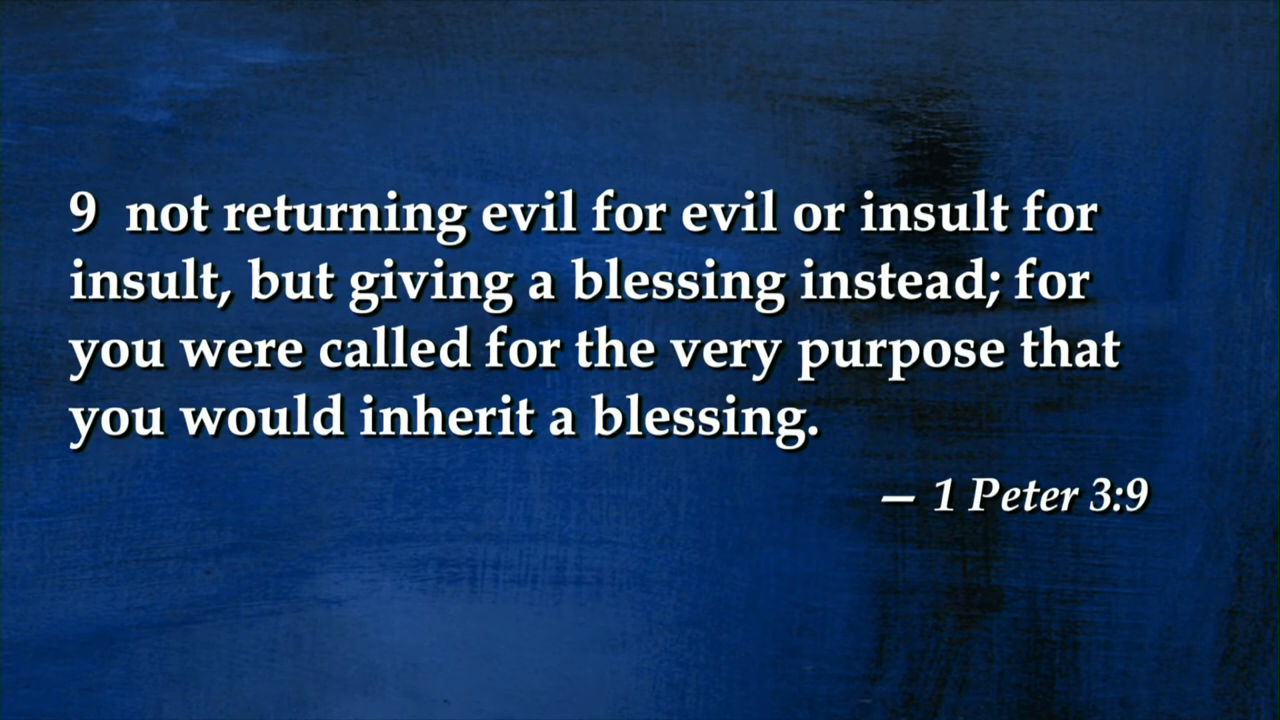 9 not returning evil for evil or insult for
insult, but giving a blessing instead; for
you were called for the very purpose that
you would inherit a blessing.
— 1 Peter 3:9